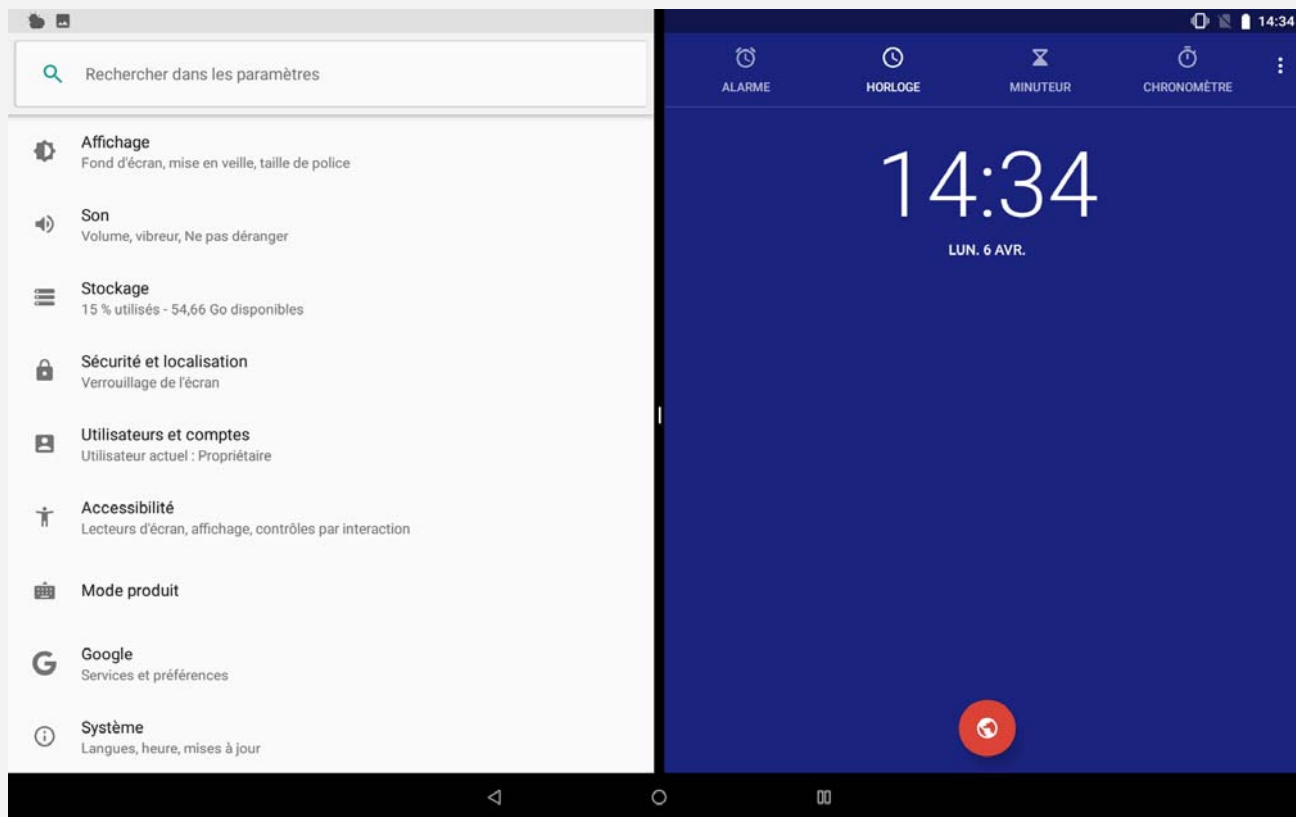 14:34
Rechercher dans les paramètres
Affichage
Fond d'écran, mise en veille, taille de police
Son
Volume, vibreur, Ne pas déranger
Stockage
15 % utilisés - 54,66 Go disponibles
Sécurité et localisation
Verrouillage de l'écran
Utilisateurs et comptes
Utilisateur actuel : Propriétaire
Accessibilité
Lecteurs d'écran, affichage, contrôles par interaction
Mode produit
Google
Services et préférences
Système
Langues, heure, mises à jour
ALARME
HORLOGE
MINUTEUR
CHRONOMÈTRE
14:34
LUN. 6 AVR.